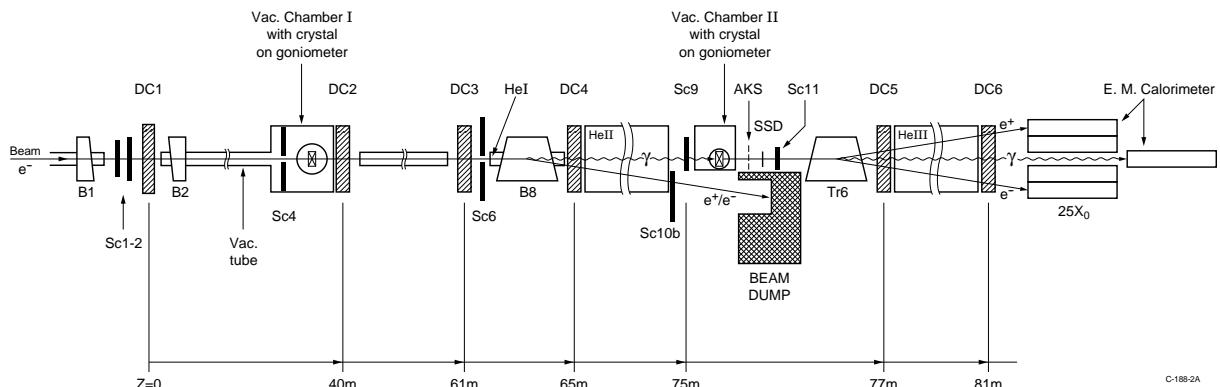 Vac. Chamber I
with crystal
on goniometer
Vac. Chamber II
with crystal
on goniometer
DC1
DC2
DC3
HeI
DC4
Sc9
AKS
Sc11
DC5
DC6
E. M. Calorimeter
SSD
HeII
HeIII
e+
Beam
e−
γ
γ
B1
B2
B8
Tr6
e+/e−
e−
Sc4
Sc6
25X0
Sc1-2
Vac.
tube
Sc10b
BEAM
DUMP
Z=0
40m
61m
65m
75m
77m
81m
C-188-2A